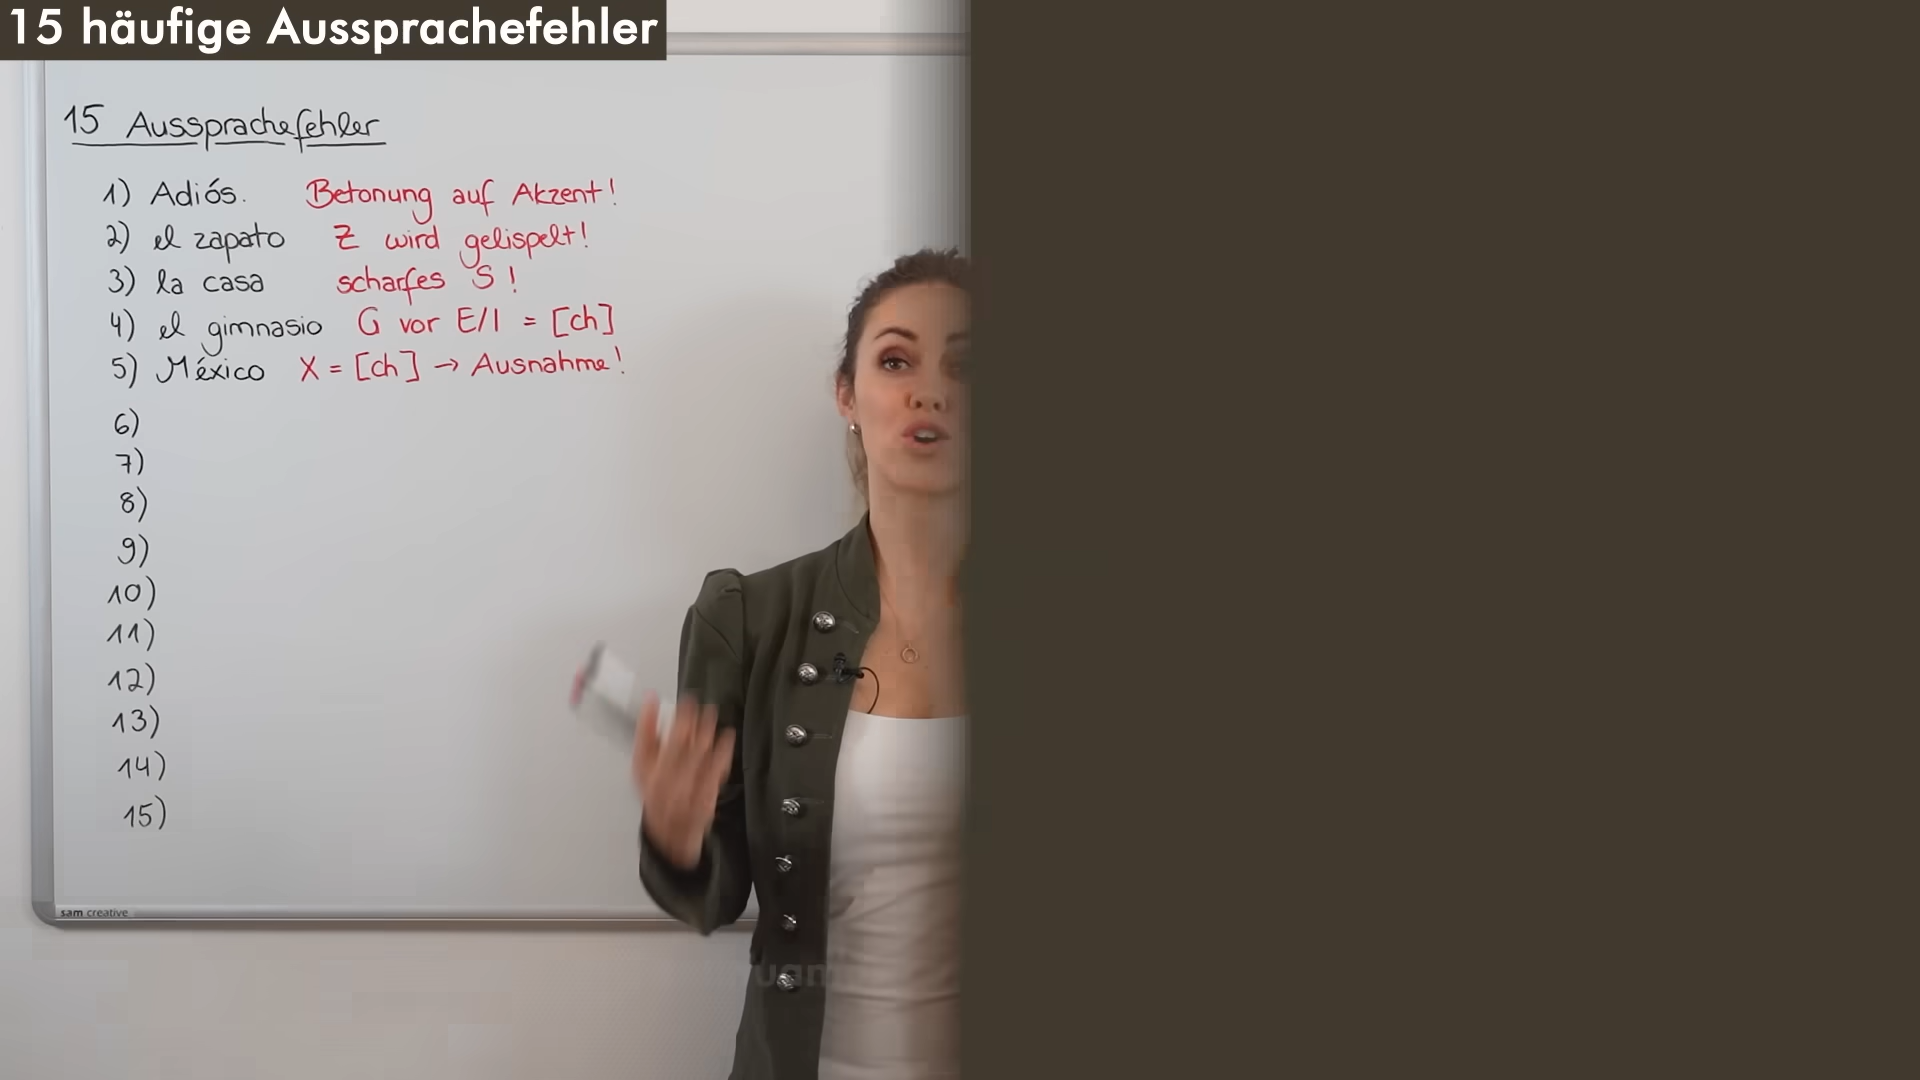 15 häufige Aussprachefehler
15 Aussprachefehler
1) Adiós. Betonung auf Akzent!
2) el zapato Z wird gelispelt!
3) la casa scharfes S!
4) el gimnasio G vor E/I = [ch]
5) México X = [ch] → Ausnahme!
6)
7)
8)
9)
10)
11)
12)
13)
14)
15)
sam creative